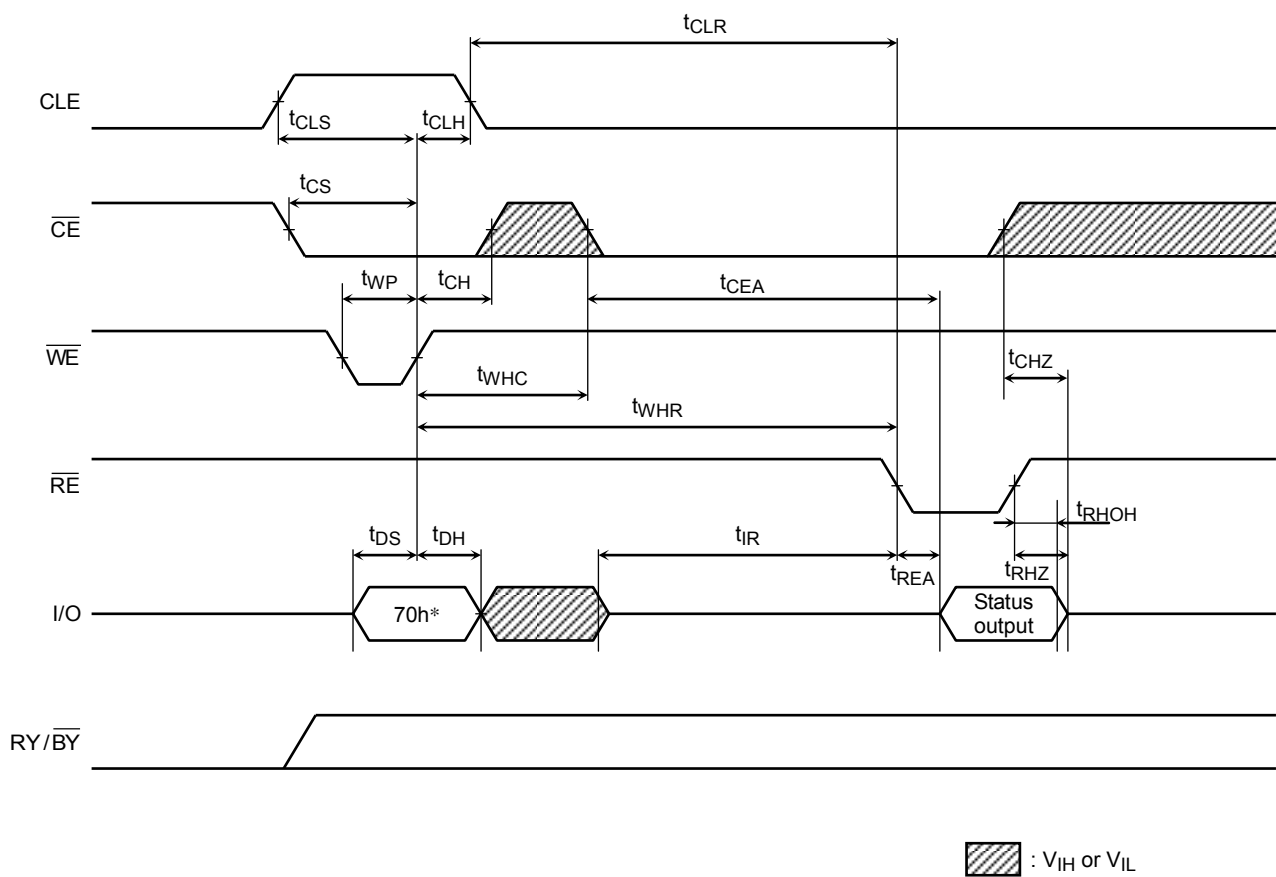 tCLR
CLE
tCLS tCLH
tCS
CE
tWP tCH tCEA
WE
tCHZ
tWHC
tWHR
RE
tRHOH
tDS tDH tIR
tREA tRHZ
I/O 70h* Status output
RY/BY
: VIH or VIL